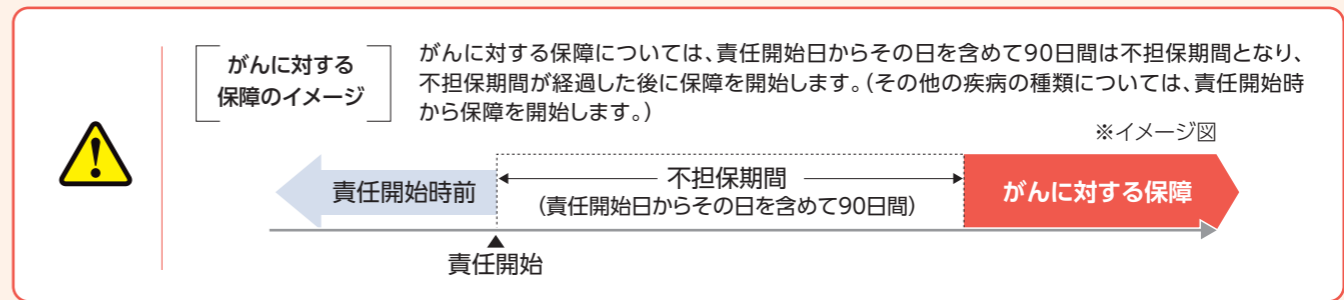 がんに対する
保障のイメージ
がんに対する保障については、責任開始日からその日を含めて90日間は不担保期間となり、
不担保期間が経過した後に保障を開始します。(その他の疾病の種類については、責任開始時
から保障を開始します。)
※イメージ図
責任開始時前
不担保期間
(責任開始日からその日を含めて90日間)
がんに対する保障
責任開始